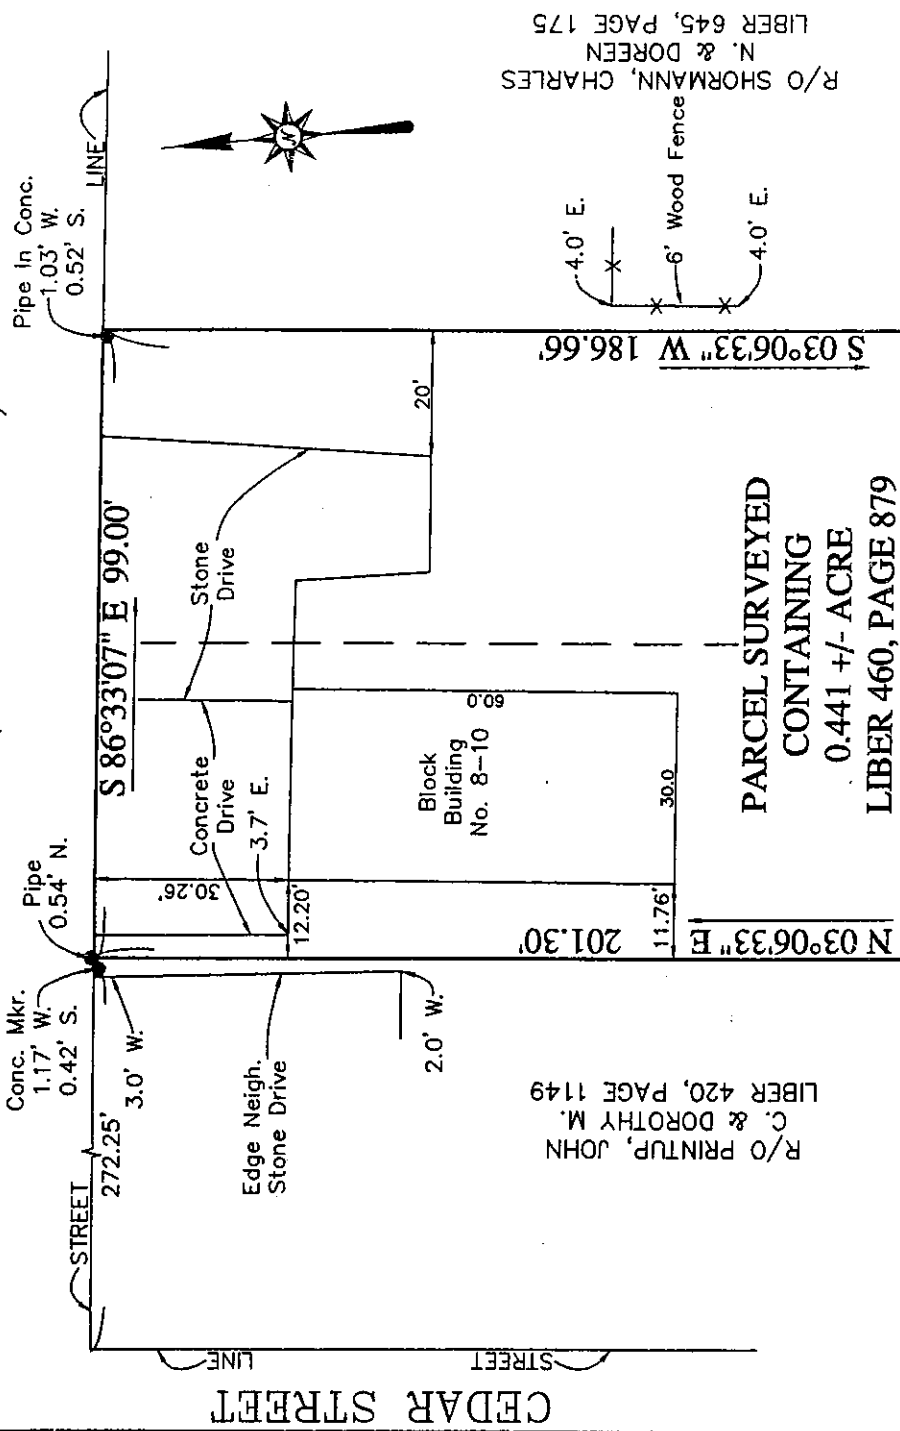 R/O SHORMANN, CHARLES
N. & DOREEN
LIBER 645, PAGE 175
LINE
Pipe In Conc.
1.03' W.
0.52' S.
N
4.0' E.
6' Wood Fence
4.0' E.
S 03°06'33" W 186.66'
20'
S 86°33'07" E 99.00'
Stone
Drive
Concrete
Drive
3.7' E.
30.26'
12.20'
Block
Building
No. 8-10
60.0
30.0
11.76'
PARCEL SURVEYED
CONTAINING
0.441 +/- ACRE
LIBER 460, PAGE 879
Pipe
0.54' N.
N 03°06'33" E
201.30'
Conc. Mkr.
1.17' W.
0.42' S.
3.0' W.
272.25'
Edge Neigh.
Stone Drive
2.0' W.
R/O PRINTUP, JOHN
C. & DOROTHY M.
LIBER 420, PAGE 1149
STREET
STREET
LINE
CEDAR STREET